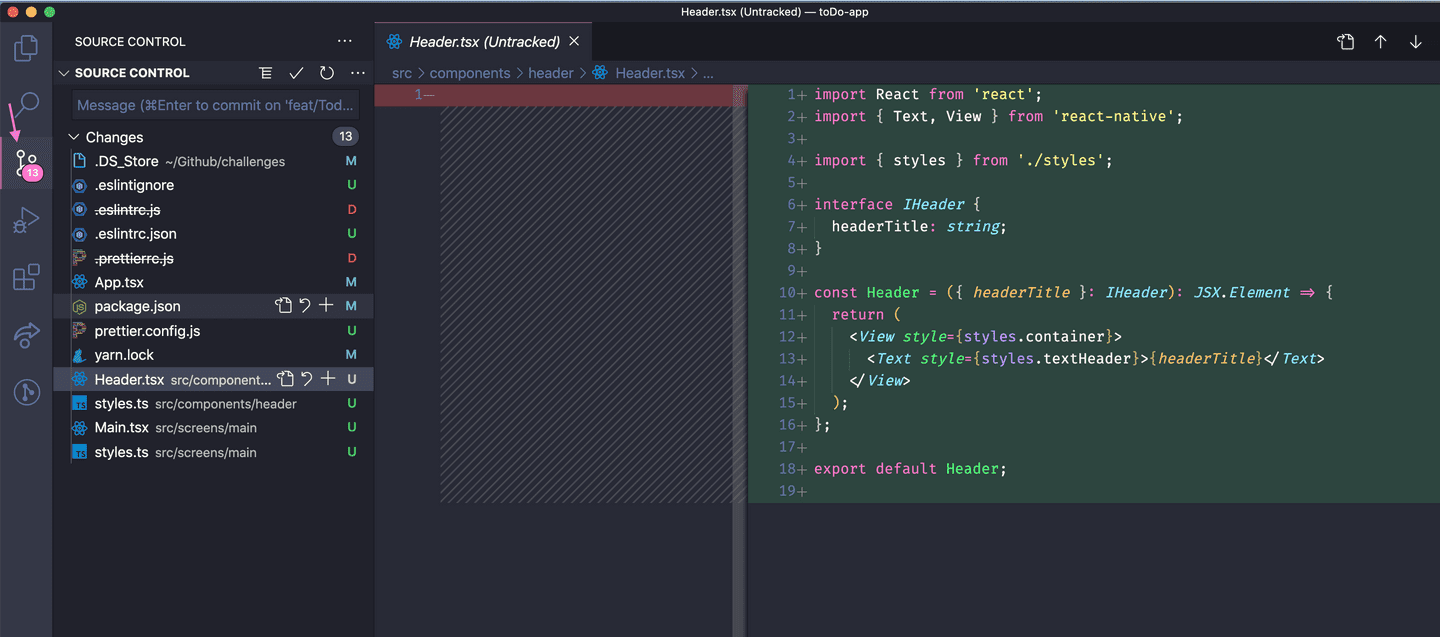 Header.tsx (Untracked) — toDo-app
SOURCE CONTROL
SOURCE CONTROL
Message (⌘Enter to commit on 'feat/Tod...
Changes 13
.DS_Store ~/Github/challenges M
.eslintignore U
.eslintrc.js D
.eslintrc.json U
.prettierrc.js D
App.tsx M
package.json M
prettier.config.js U
yarn.lock M
Header.tsx src/component... U
styles.ts src/components/header U
Main.tsx src/screens/main U
styles.ts src/screens/main U
13
Header.tsx (Untracked)
src > components > header > Header.tsx > ...
1—
1+ import React from 'react';
2+ import { Text, View } from 'react-native';
3+
4+ import { styles } from './styles';
5+
6+ interface IHeader {
7+ headerTitle: string;
8+ }
9+
10+ const Header = ({ headerTitle }: IHeader): JSX.Element => {
11+ return (
12+ <View style={styles.container}>
13+ <Text style={styles.textHeader}>{headerTitle}</Text>
14+ </View>
15+ );
16+ };
17+
18+ export default Header;
19+